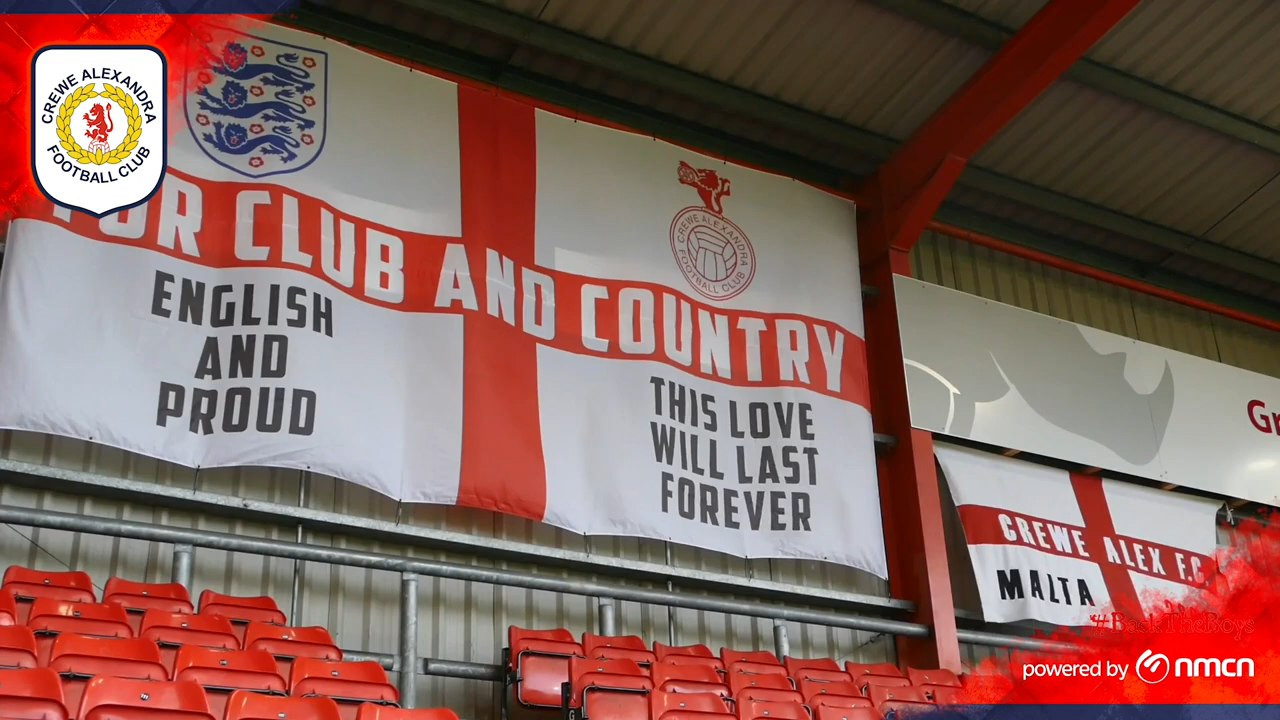 CREWE ALEXANDRA
FOOTBALL CLUB
FOR CLUB AND COUNTRY
ENGLISH
AND
PROUD
CREWE ALEXANDRA
FOOTBALL CLUB
THIS LOVE
WILL LAST
FOREVER
Gr
CREWE ALEX F.C.
MALTA
#BackTheBoys
powered by nmcn